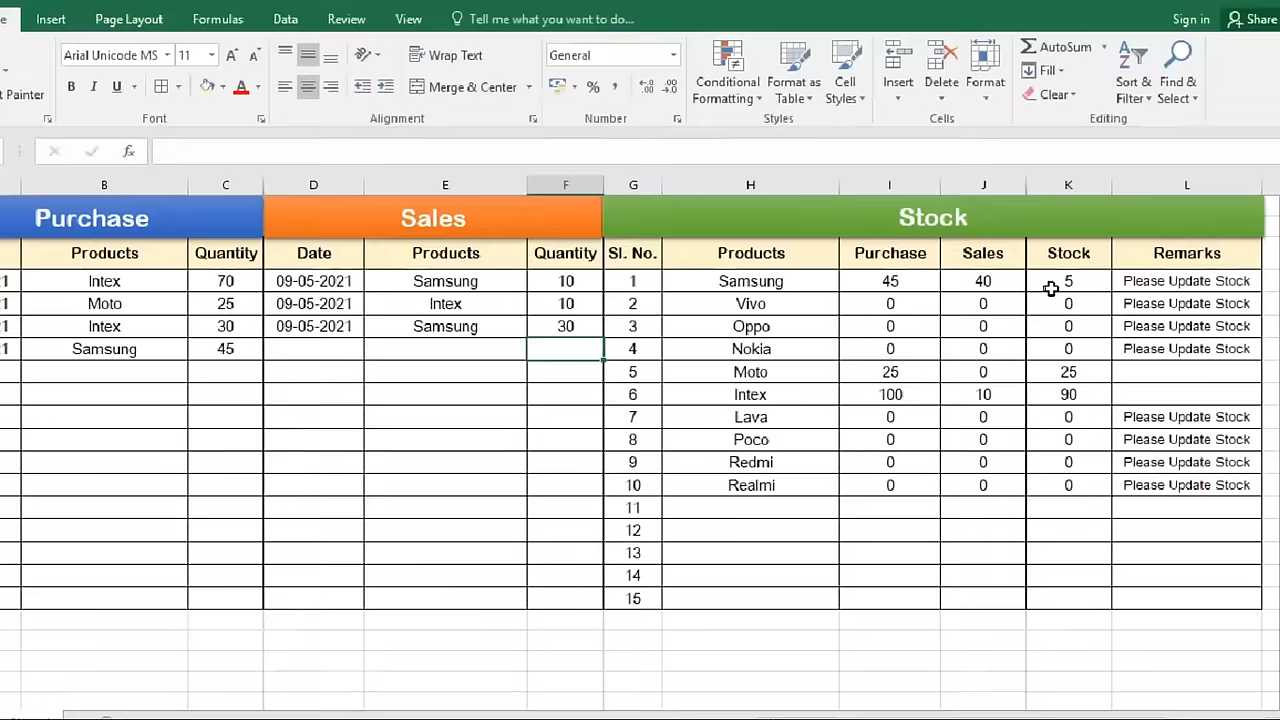 Insert Page Layout Formulas Data Review View Tell me what you want to do... Sign in Share
Arial Unicode MS 11 A A Wrap Text General Conditional Formatting Format as Table Cell Styles Insert Delete Format AutoSum Fill Clear Sort & Filter Find & Select
Painter B I U A Merge & Center % ,
Font Alignment Number Styles Cells Editing
fx
B C D E F G H I J K L
Purchase Sales Stock
Products Quantity Date Products Quantity Sl. No. Products Purchase Sales Stock Remarks
21 Intex 70 09-05-2021 Samsung 10 1 Samsung 45 40 5 Please Update Stock
1 Moto 25 09-05-2021 Intex 10 2 Vivo 0 0 0 Please Update Stock
1 Intex 30 09-05-2021 Samsung 30 3 Oppo 0 0 0 Please Update Stock
1 Samsung 45 4 Nokia 0 0 0 Please Update Stock
5 Moto 25 0 25
6 Intex 100 10 90
7 Lava 0 0 0 Please Update Stock
8 Poco 0 0 0 Please Update Stock
9 Redmi 0 0 0 Please Update Stock
10 Realmi 0 0 0 Please Update Stock
11
12
13
14
15